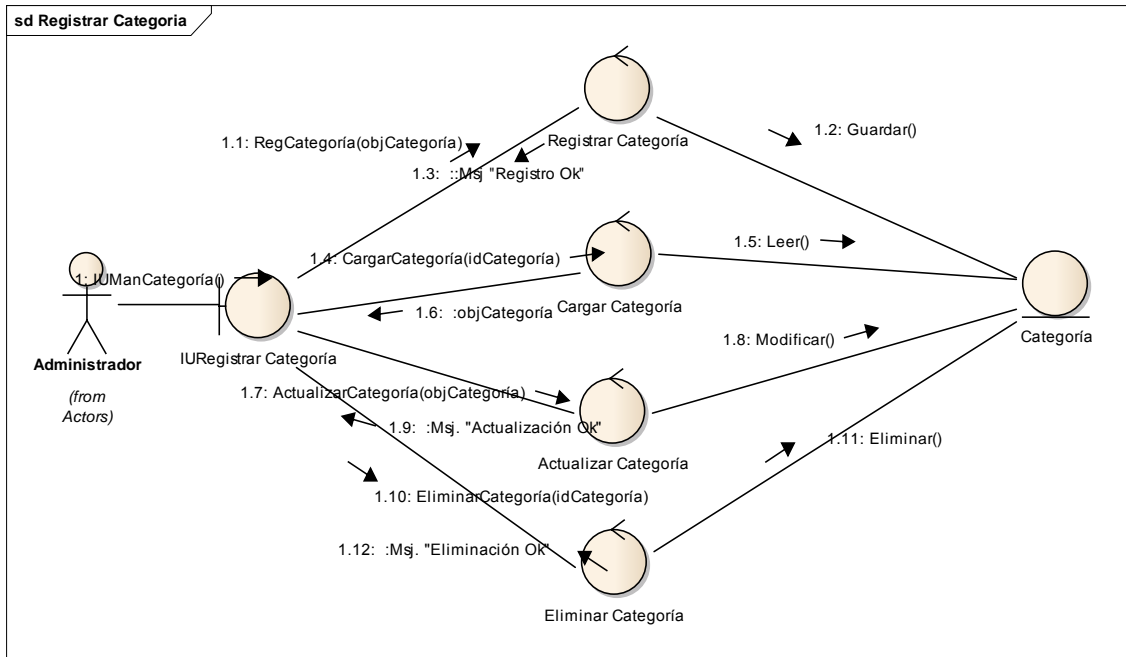 sd Registrar Categoria
Registrar Categoría
1.1: RegCategoría(objCategoría)
1.2: Guardar()
1.3: ::Msj "Registro Ok"
1.4: CargarCategoría(idCategoría)
1.5: Leer()
1: IUManCategoría()
Cargar Categoría
1.6: :objCategoría
Categoría
1.8: Modificar()
IURegistrar Categoría
Administrador
(from
Actors)
1.7: ActualizarCategoría(objCategoría)
1.9: :Msj. "Actualización Ok"
1.11: Eliminar()
Actualizar Categoría
1.10: EliminarCategoría(idCategoría)
1.12: :Msj. "Eliminación Ok"
Eliminar Categoría